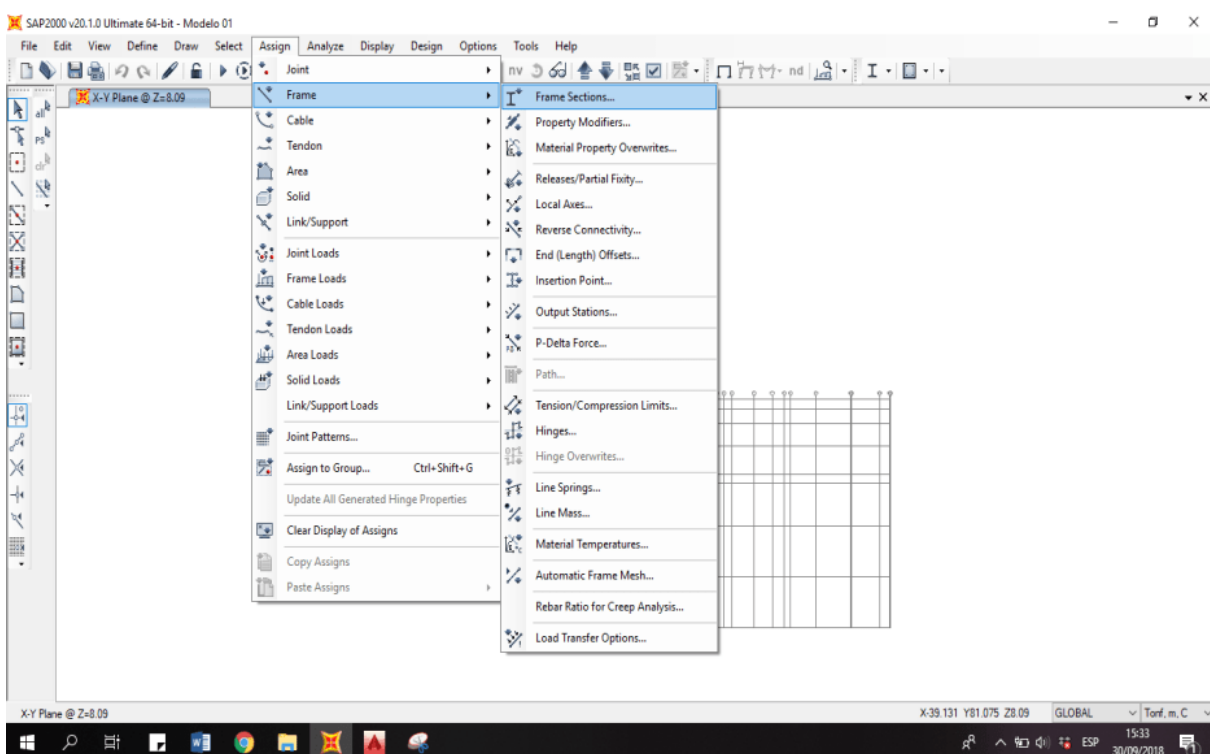 SAP2000 v20.1.0 Ultimate 64-bit - Modelo 01
File Edit View Define Draw Select Assign Analyze Display Design Options Tools Help
nv nd
X-Y Plane @ Z=8.09
all
PS
clr
Joint
Frame
Cable
Tendon
Area
Solid
Link/Support
Joint Loads
Frame Loads
Cable Loads
Tendon Loads
Area Loads
Solid Loads
Link/Support Loads
Joint Patterns...
Assign to Group... Ctrl+Shift+G
Update All Generated Hinge Properties
Clear Display of Assigns
Copy Assigns
Paste Assigns
Frame Sections...
Property Modifiers...
Material Property Overwrites...
Releases/Partial Fixity...
Local Axes...
Reverse Connectivity...
End (Length) Offsets...
Insertion Point...
Output Stations...
P-Delta Force...
Path...
Tension/Compression Limits...
Hinges...
Hinge Overwrites...
Line Springs...
Line Mass...
Material Temperatures...
Automatic Frame Mesh...
Rebar Ratio for Creep Analysis...
Load Transfer Options...
X-Y Plane @ Z=8.09 X-39.131 Y81.075 Z8.09 GLOBAL Tonf, m, C
ESP 15:33
30/09/2018